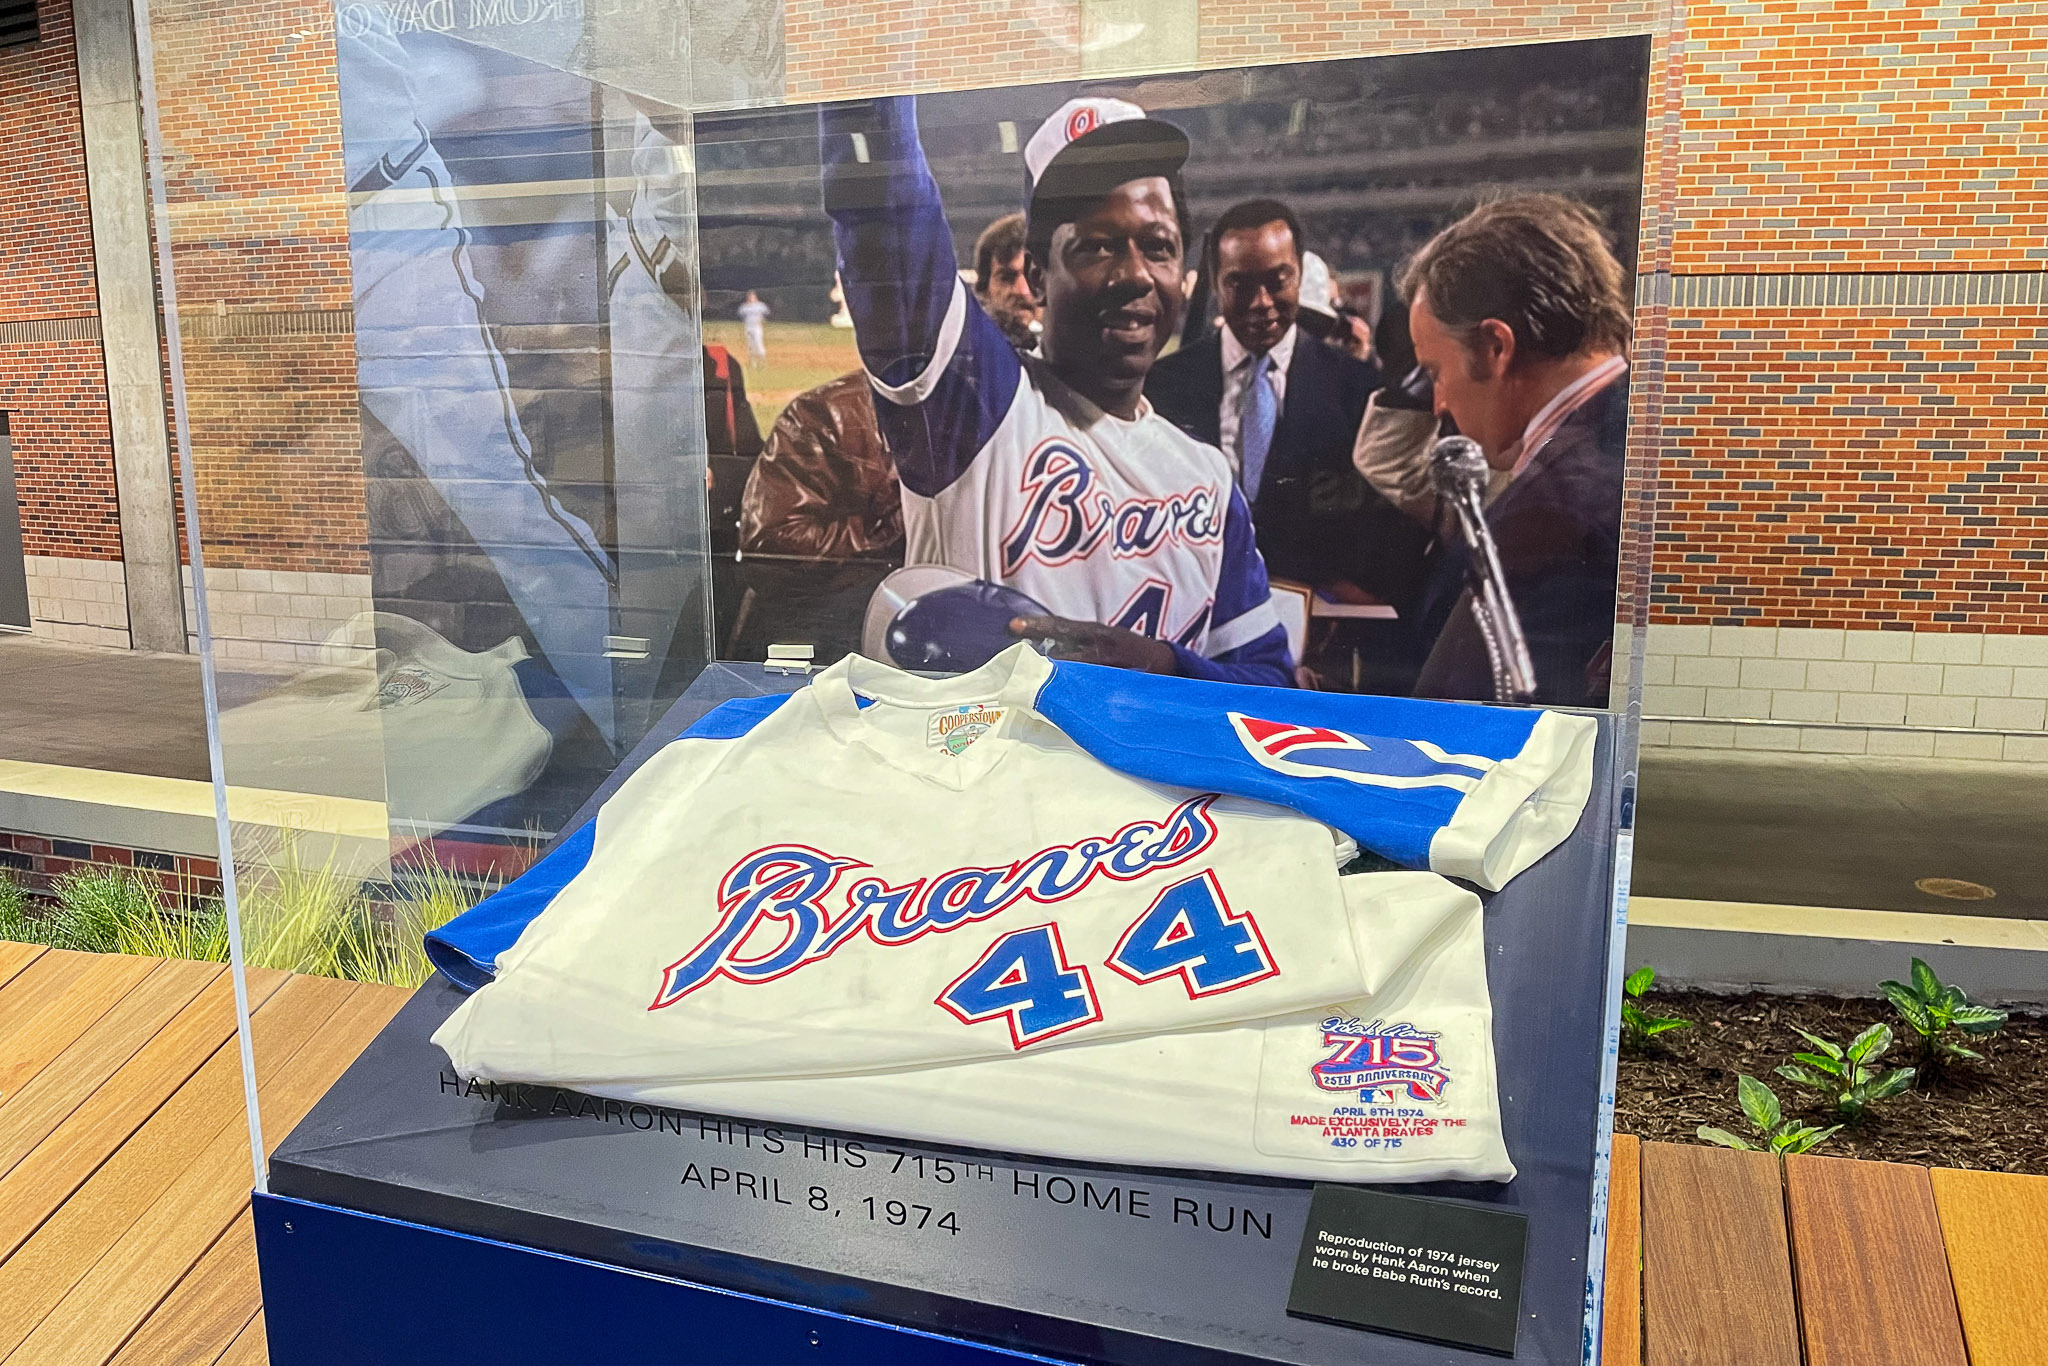 FROM DAY ONE
Braves
44
COOPERSTOWN
Braves
44
Hank Aaron
715
25TH ANNIVERSARY
APRIL 8TH 1974
MADE EXCLUSIVELY FOR THE
ATLANTA BRAVES
430 OF 715
HANK AARON HITS HIS 715TH HOME RUN
APRIL 8, 1974
Reproduction of 1974 jersey
worn by Hank Aaron when
he broke Babe Ruth's record.